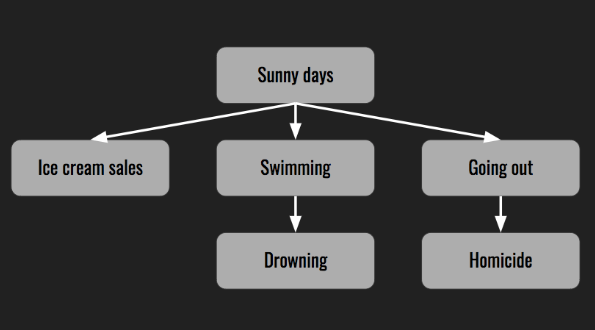 Sunny days
Ice cream sales
Swimming
Going out
Drowning
Homicide